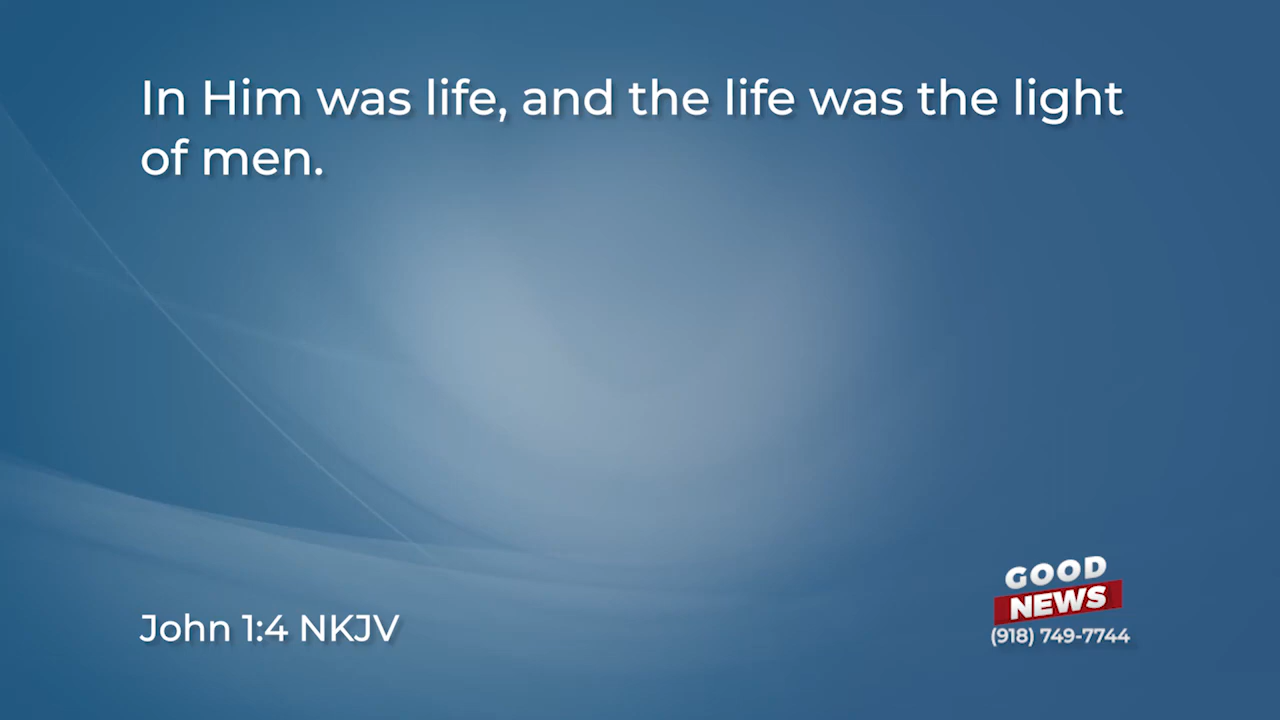 In Him was life, and the life was the light
of men.
John 1:4 NKJV
GOOD
NEWS
(918) 749-7744